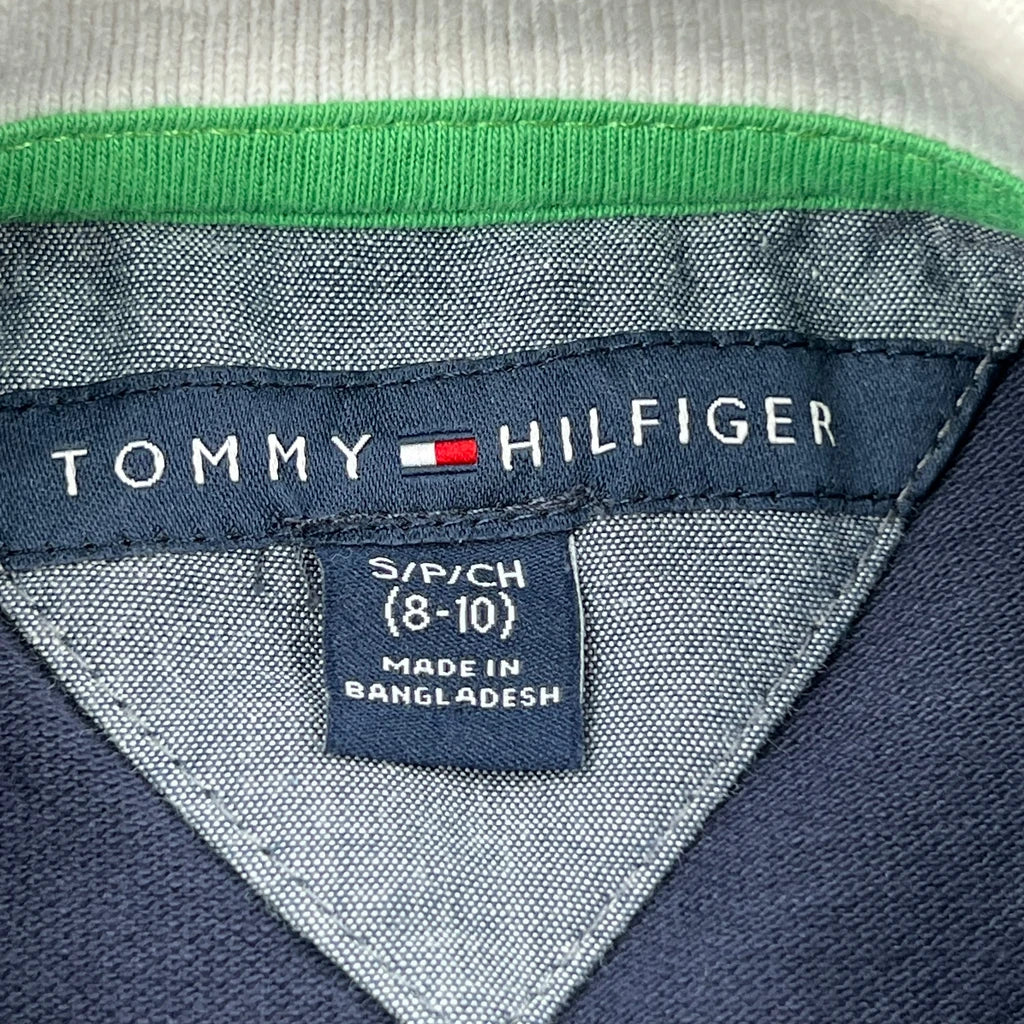 TOMMY HILFIGER
S/P/CH
(8-10)
MADE IN
BANGLADESH